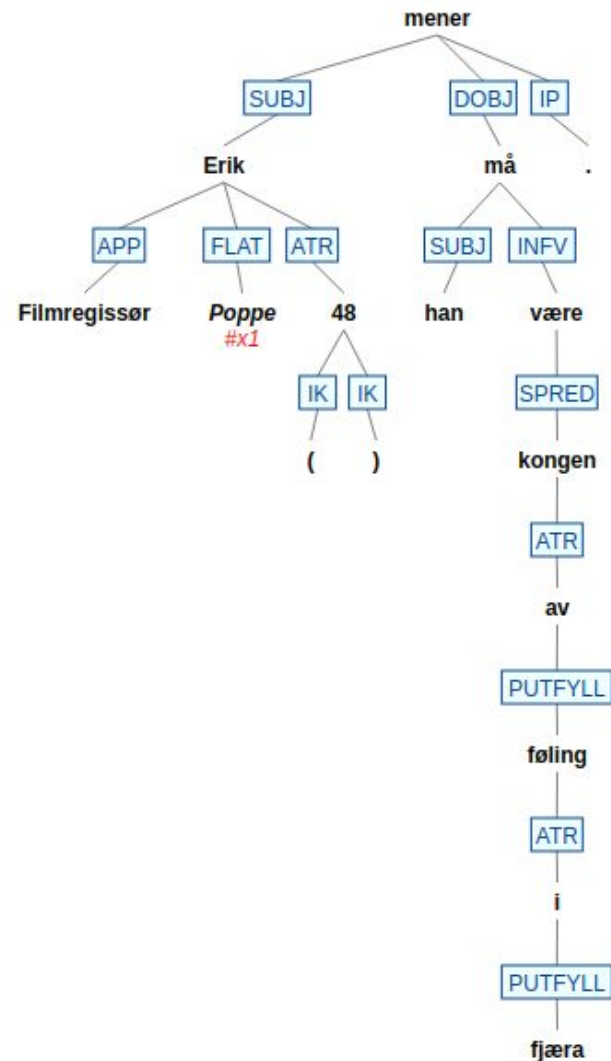 mener
SUBJ DOBJ IP
Erik må .
APP FLAT ATR SUBJ INFV
Filmregissør Poppe 48 han være
#x1
IK IK SPRED
( ) kongen
ATR
av
PUTFYLL
føling
ATR
i
PUTFYLL
fjæra